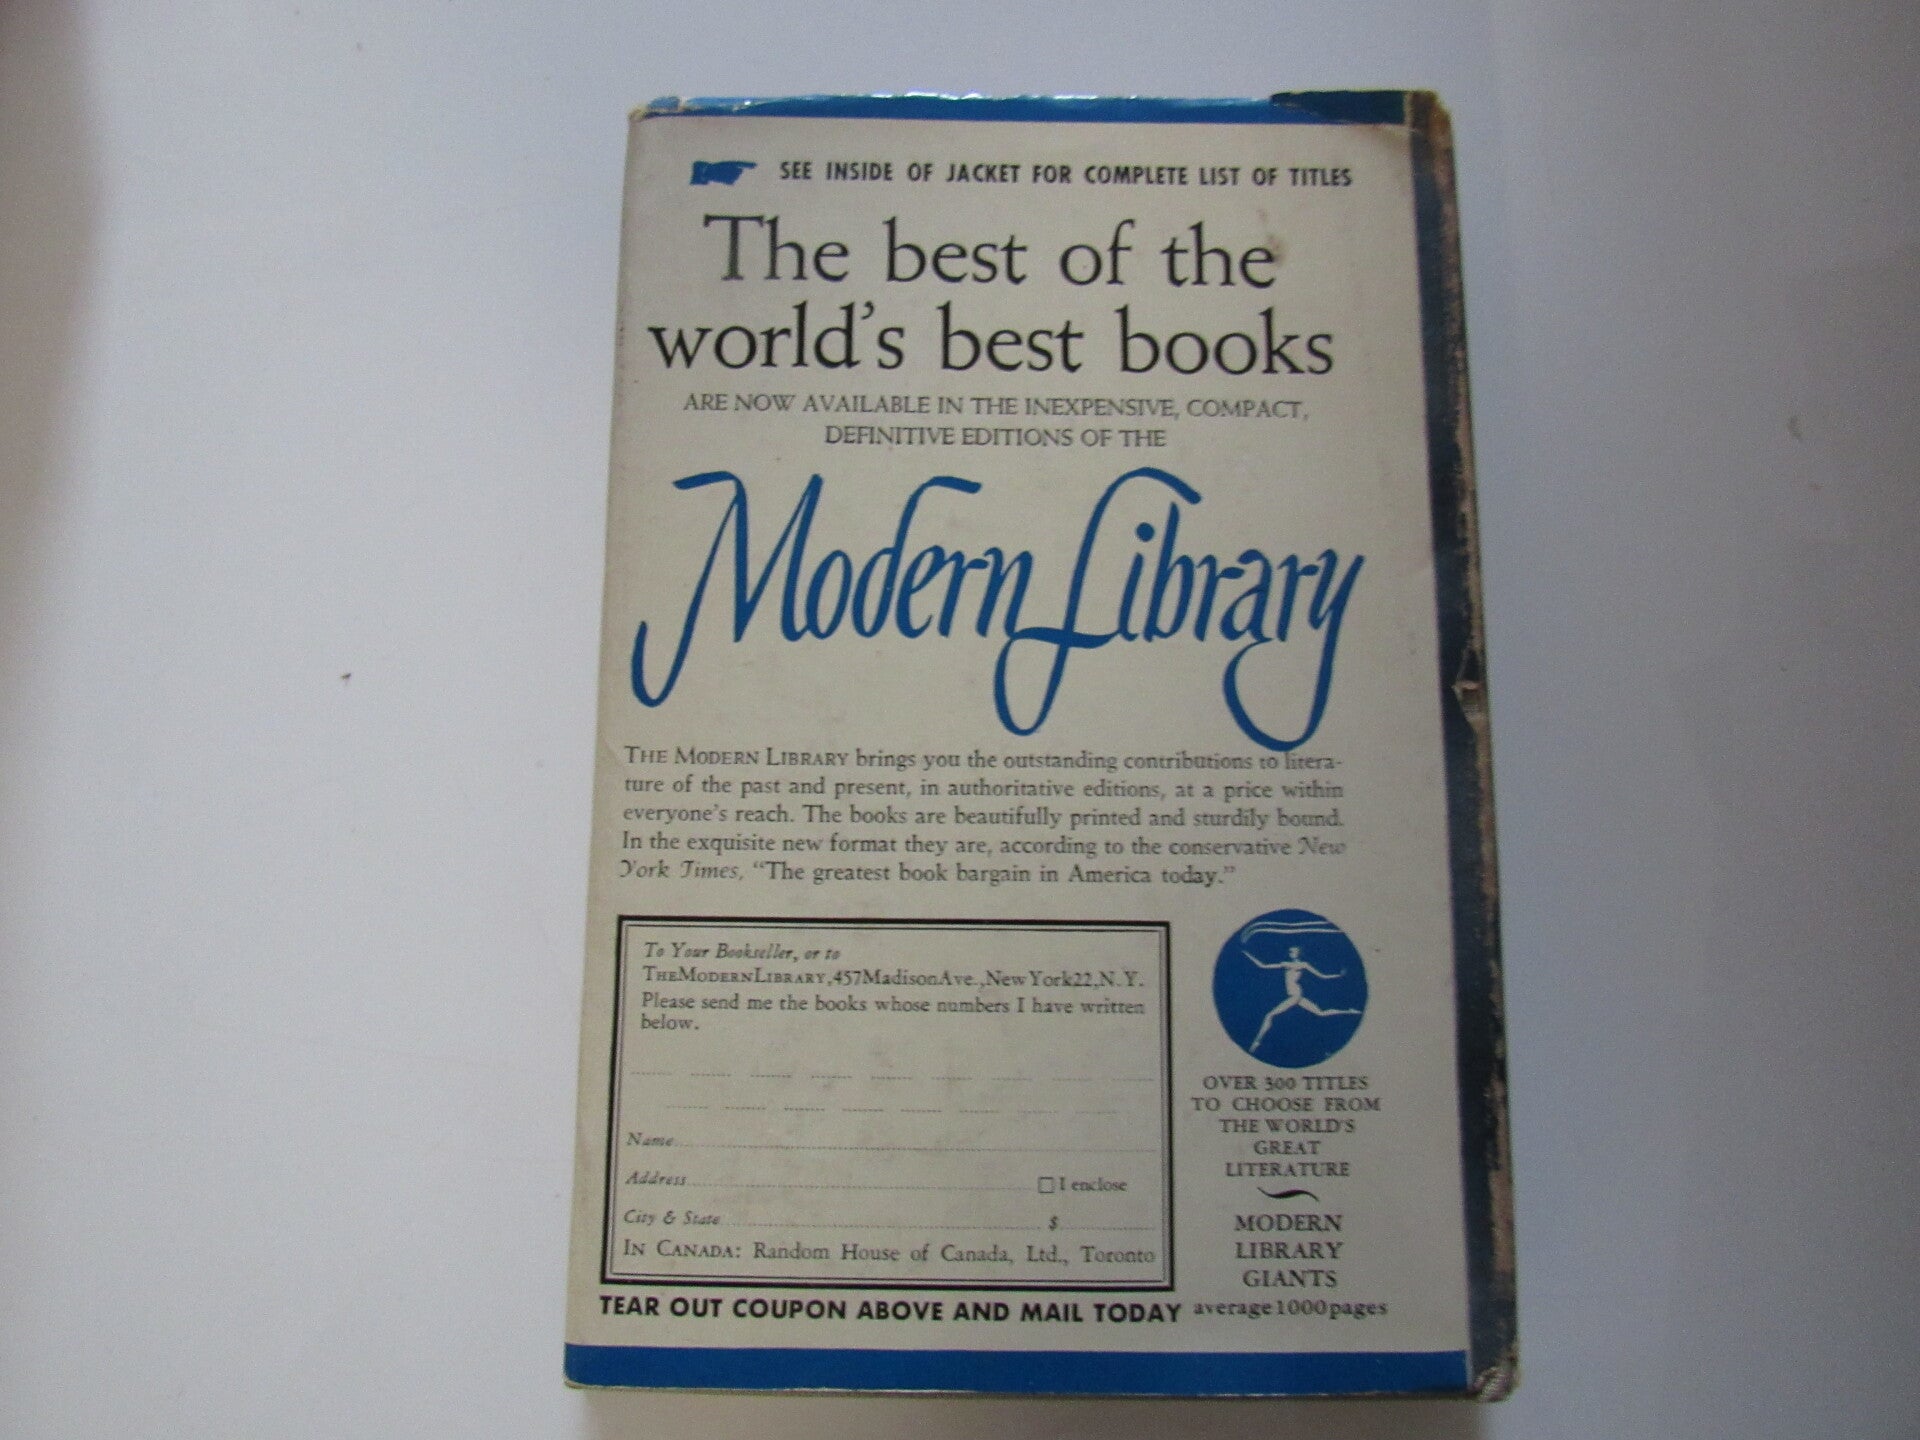 SEE INSIDE OF JACKET FOR COMPLETE LIST OF TITLES
The best of the
world's best books
ARE NOW AVAILABLE IN THE INEXPENSIVE, COMPACT,
DEFINITIVE EDITIONS OF THE
Modern Library
THE MODERN LIBRARY brings you the outstanding contributions to litera-
ture of the past and present, in authoritative editions, at a price within
everyone's reach. The books are beautifully printed and sturdily bound.
In the exquisite new format they are, according to the conservative New
York Times, "The greatest book bargain in America today."
To Your Bookseller, or to
THE MODERN LIBRARY, 457 Madison Ave., New York 22, N. Y.
Please send me the books whose numbers I have written
below.
Name
Address ☐ I enclose
City & State $
IN CANADA: Random House of Canada, Ltd., Toronto
TEAR OUT COUPON ABOVE AND MAIL TODAY
OVER 300 TITLES
TO CHOOSE FROM
THE WORLD'S
GREAT
LITERATURE
MODERN
LIBRARY
GIANTS
average 1000 pages